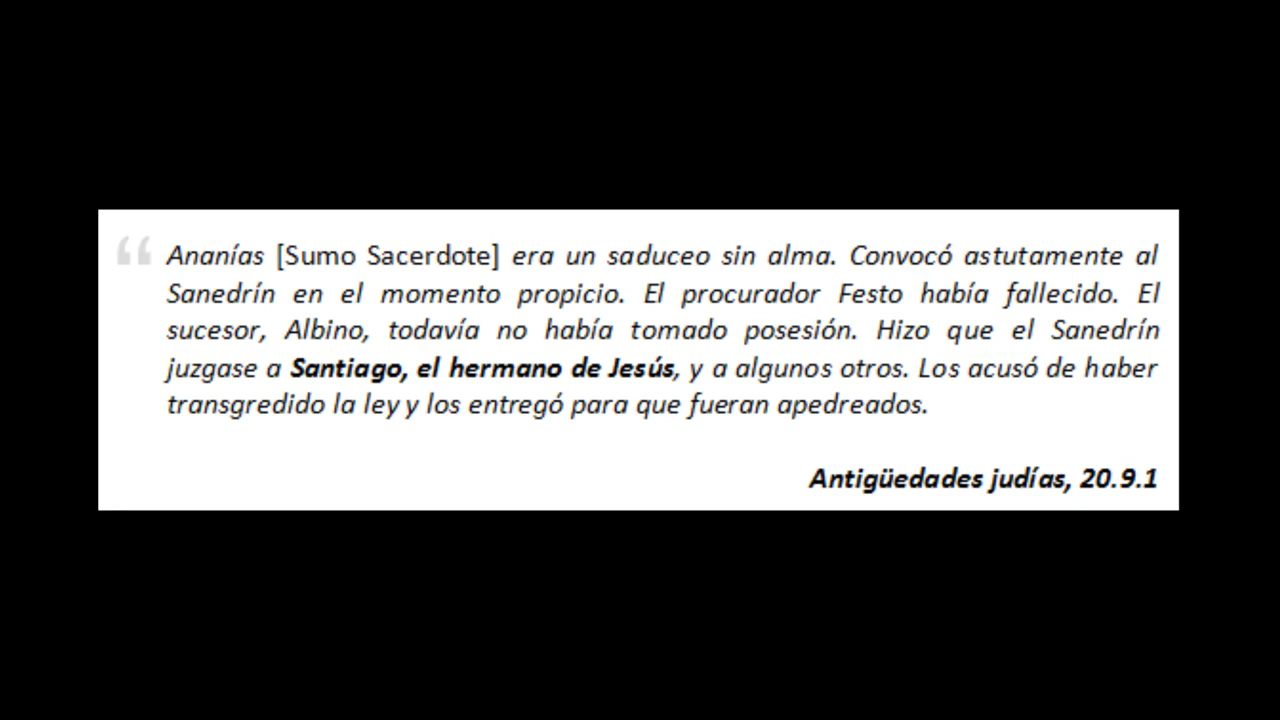 “ Ananías [Sumo Sacerdote] era un saduceo sin alma. Convocó astutamente al
Sanedrín en el momento propicio. El procurador Festo había fallecido. El
sucesor, Albino, todavía no había tomado posesión. Hizo que el Sanedrín
juzgase a Santiago, el hermano de Jesús, y a algunos otros. Los acusó de haber
transgredido la ley y los entregó para que fueran apedreados.
Antigüedades judías, 20.9.1